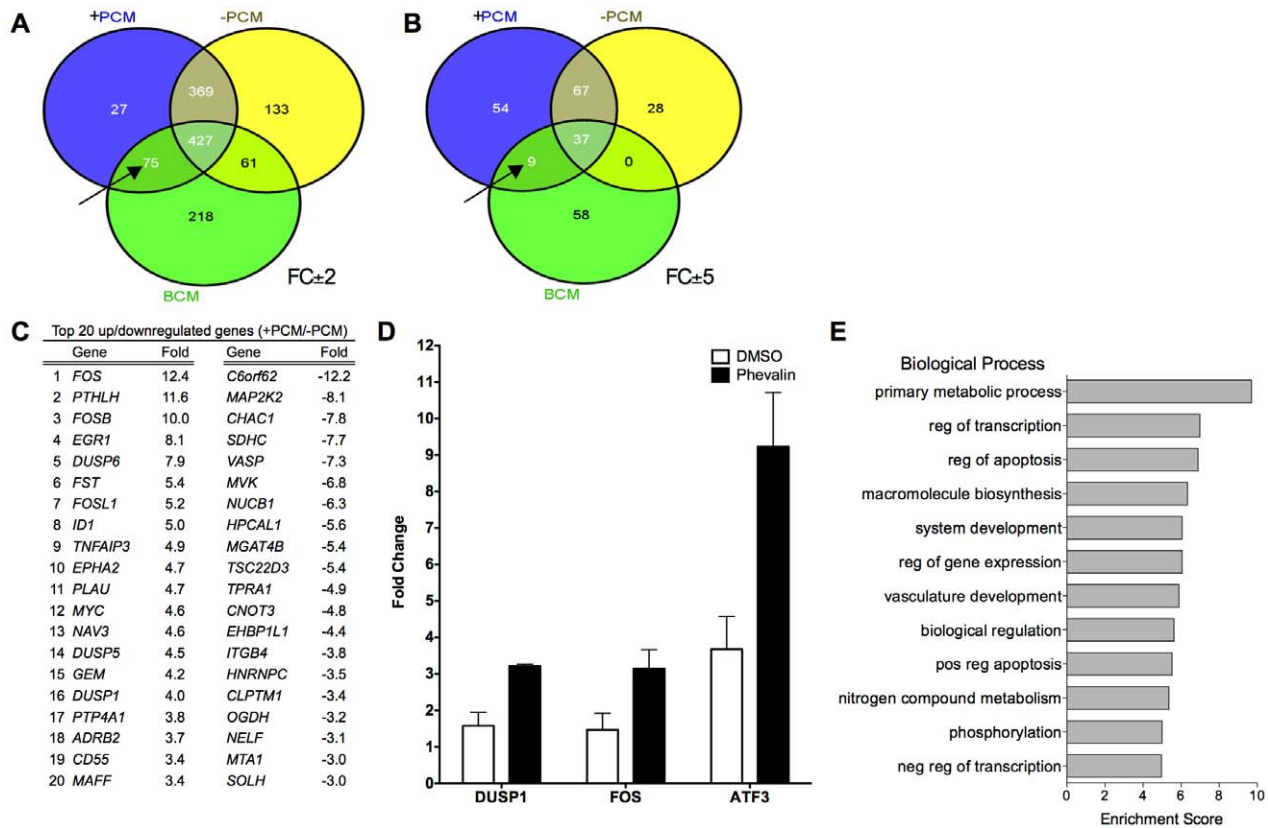 A
+PCM
-PCM
369
27
133
427
75
61
218
FC±2
BCM
B
+PCM
-PCM
67
54
28
37
9
0
58
FC±5
BCM
C
Top 20 up/downregulated genes (+PCM/-PCM)
Gene Fold Gene Fold
1 FOS 12.4 C6orf62 -12.2
2 PTHLH 11.6 MAP2K2 -8.1
3 FOSB 10.0 CHAC1 -7.8
4 EGR1 8.1 SDHC -7.7
5 DUSP6 7.9 VASP -7.3
6 FST 5.4 MVK -6.8
7 FOSL1 5.2 NUCB1 -6.3
8 ID1 5.0 HPCAL1 -5.6
9 TNFAIP3 4.9 MGAT4B -5.4
10 EPHA2 4.7 TSC22D3 -5.4
11 PLAU 4.7 TPRA1 -4.9
12 MYC 4.6 CNOT3 -4.8
13 NAV3 4.6 EHBP1L1 -4.4
14 DUSP5 4.5 ITGB4 -3.8
15 GEM 4.2 HNRNPC -3.5
16 DUSP1 4.0 CLPTM1 -3.4
17 PTP4A1 3.8 OGDH -3.2
18 ADRB2 3.7 NELF -3.1
19 CD55 3.4 MTA1 -3.0
20 MAFF 3.4 SOLH -3.0
D
Fold Change
12
11
10
9
8
7
6
5
4
3
2
1
0
DMSO
Phevalin
DUSP1 FOS ATF3
E
Biological Process
primary metabolic process
reg of transcription
reg of apoptosis
macromolecule biosynthesis
system development
reg of gene expression
vasculature development
biological regulation
pos reg apoptosis
nitrogen compound metabolism
phosphorylation
neg reg of transcription
0 2 4 6 8 10
Enrichment Score